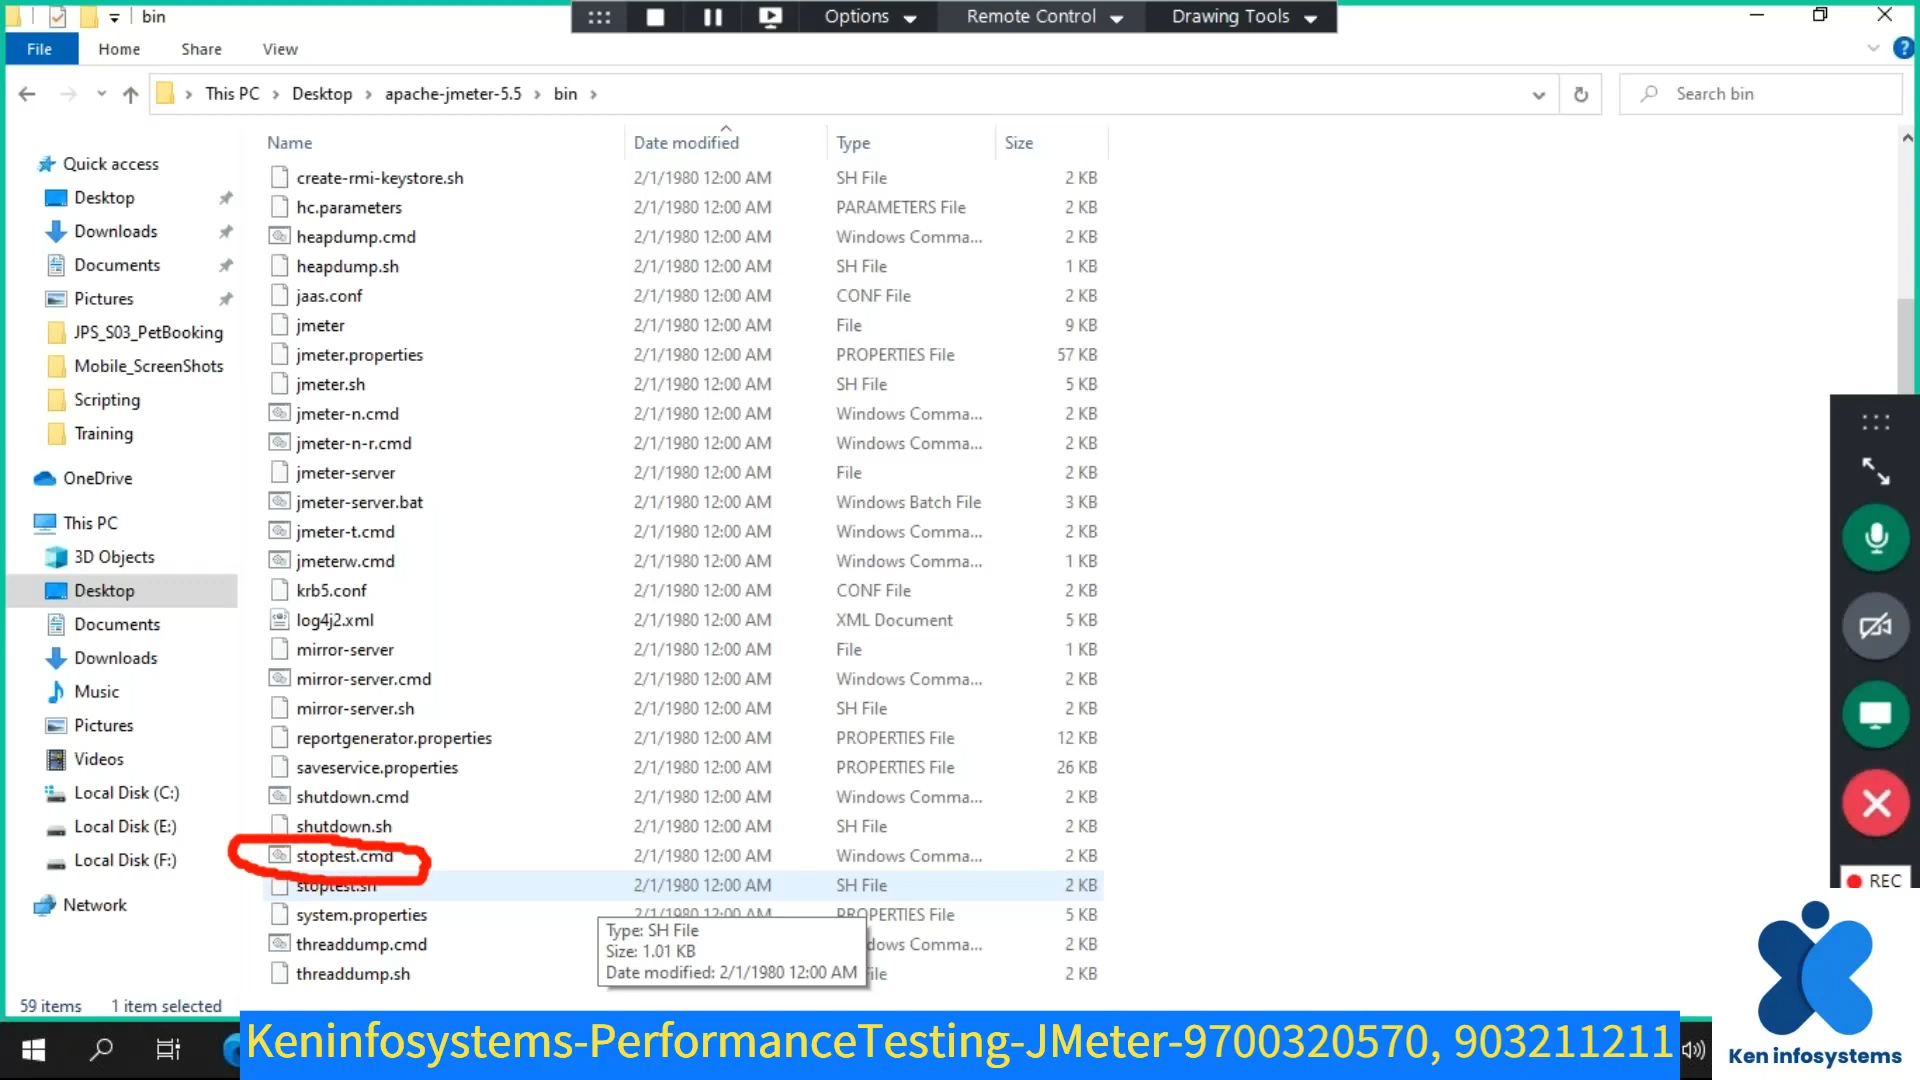 bin
Options
Remote Control
Drawing Tools
File
Home
Share
View
This PC
Desktop
apache-jmeter-5.5
bin
Search bin
Name
Date modified
Type
Size
Quick access
Desktop
Downloads
Documents
Pictures
JPS_S03_PetBooking
Mobile_ScreenShots
Scripting
Training
OneDrive
This PC
3D Objects
Desktop
Documents
Downloads
Music
Pictures
Videos
Local Disk (C:)
Local Disk (E:)
Local Disk (F:)
Network
create-rmi-keystore.sh 2/1/1980 12:00 AM SH File 2 KB
hc.parameters 2/1/1980 12:00 AM PARAMETERS File 2 KB
heapdump.cmd 2/1/1980 12:00 AM Windows Comma... 2 KB
heapdump.sh 2/1/1980 12:00 AM SH File 1 KB
jaas.conf 2/1/1980 12:00 AM CONF File 2 KB
jmeter 2/1/1980 12:00 AM File 9 KB
jmeter.properties 2/1/1980 12:00 AM PROPERTIES File 57 KB
jmeter.sh 2/1/1980 12:00 AM SH File 5 KB
jmeter-n.cmd 2/1/1980 12:00 AM Windows Comma... 2 KB
jmeter-n-r.cmd 2/1/1980 12:00 AM Windows Comma... 2 KB
jmeter-server 2/1/1980 12:00 AM File 2 KB
jmeter-server.bat 2/1/1980 12:00 AM Windows Batch File 3 KB
jmeter-t.cmd 2/1/1980 12:00 AM Windows Comma... 2 KB
jmeterw.cmd 2/1/1980 12:00 AM Windows Comma... 1 KB
krb5.conf 2/1/1980 12:00 AM CONF File 2 KB
log4j2.xml 2/1/1980 12:00 AM XML Document 5 KB
mirror-server 2/1/1980 12:00 AM File 1 KB
mirror-server.cmd 2/1/1980 12:00 AM Windows Comma... 2 KB
mirror-server.sh 2/1/1980 12:00 AM SH File 2 KB
reportgenerator.properties 2/1/1980 12:00 AM PROPERTIES File 12 KB
saveservice.properties 2/1/1980 12:00 AM PROPERTIES File 26 KB
shutdown.cmd 2/1/1980 12:00 AM Windows Comma... 2 KB
shutdown.sh 2/1/1980 12:00 AM SH File 2 KB
stoptest.cmd 2/1/1980 12:00 AM Windows Comma... 2 KB
stoptest.sh 2/1/1980 12:00 AM SH File 2 KB
system.properties 2/1/1980 12:00 AM PROPERTIES File 5 KB
threaddump.cmd dows Comma... 2 KB
threaddump.sh ile 2 KB
Type: SH File
Size: 1.01 KB
Date modified: 2/1/1980 12:00 AM
REC
59 items
1 item selected
Keninfosystems-PerformanceTesting-JMeter-9700320570, 903211211
Ken infosystems